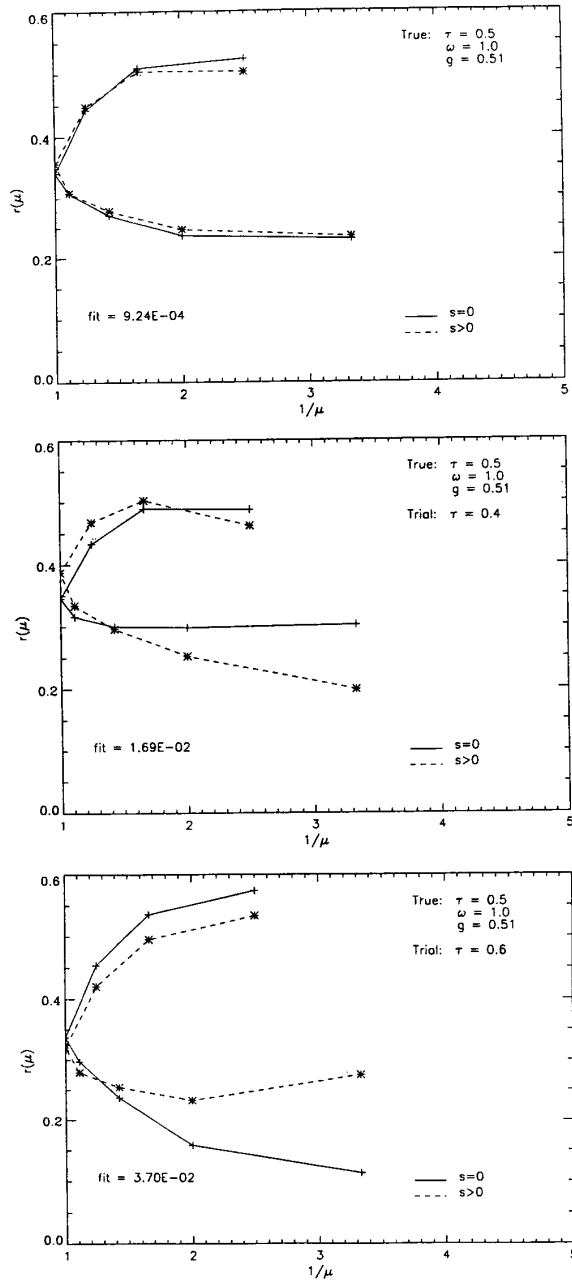 0.6
True: τ = 0.5
ω = 1.0
g = 0.51
0.4
r(μ)
0.2
fit = 9.24E-04
s=0
s>0
0.0
1 2 3 4 5
1/μ
0.6
True: τ = 0.5
ω = 1.0
g = 0.51
Trial: τ = 0.4
0.4
r(μ)
0.2
fit = 1.69E-02
s=0
s>0
0.0
1 2 3 4 5
1/μ
0.6
True: τ = 0.5
ω = 1.0
g = 0.51
Trial: τ = 0.6
0.4
r(μ)
0.2
fit = 3.70E-02
s=0
s>0
0.0
1 2 3 4 5
1/μ